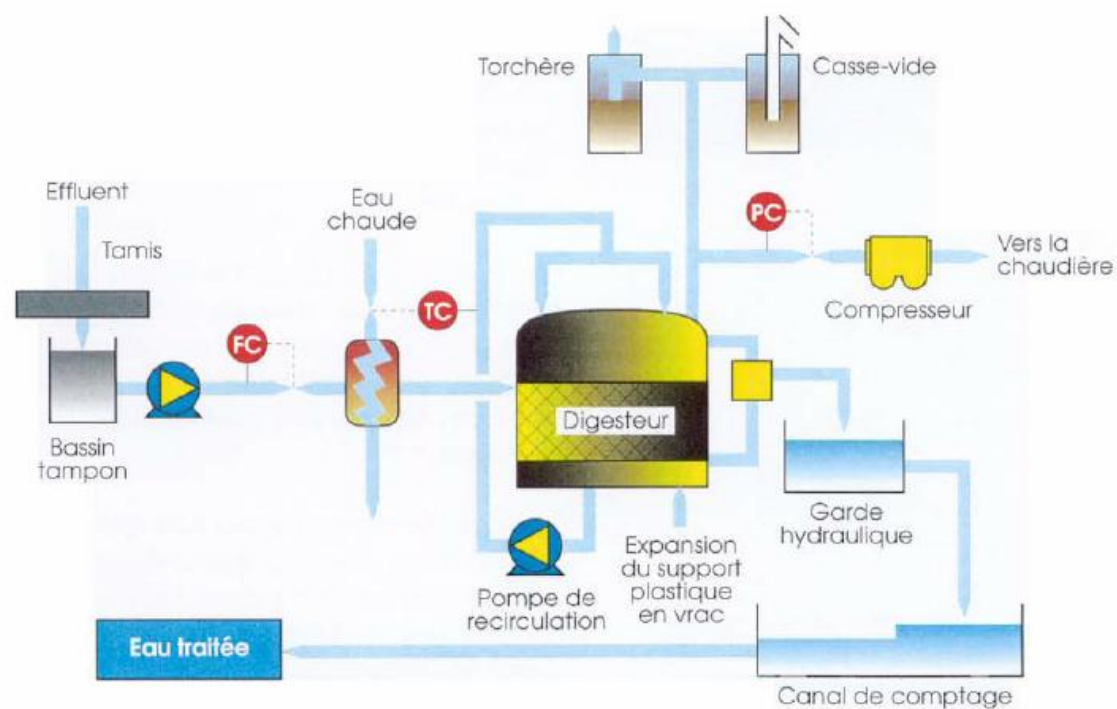 Torchère
Casse-vide
Effluent
Eau
chaude
Tamis
PC
Vers la
chaudière
Compresseur
TC
FC
Digesteur
Bassin
tampon
Garde
hydraulique
Expansion
du support
plastique
en vrac
Pompe de
recirculation
Eau traitée
Canal de comptage